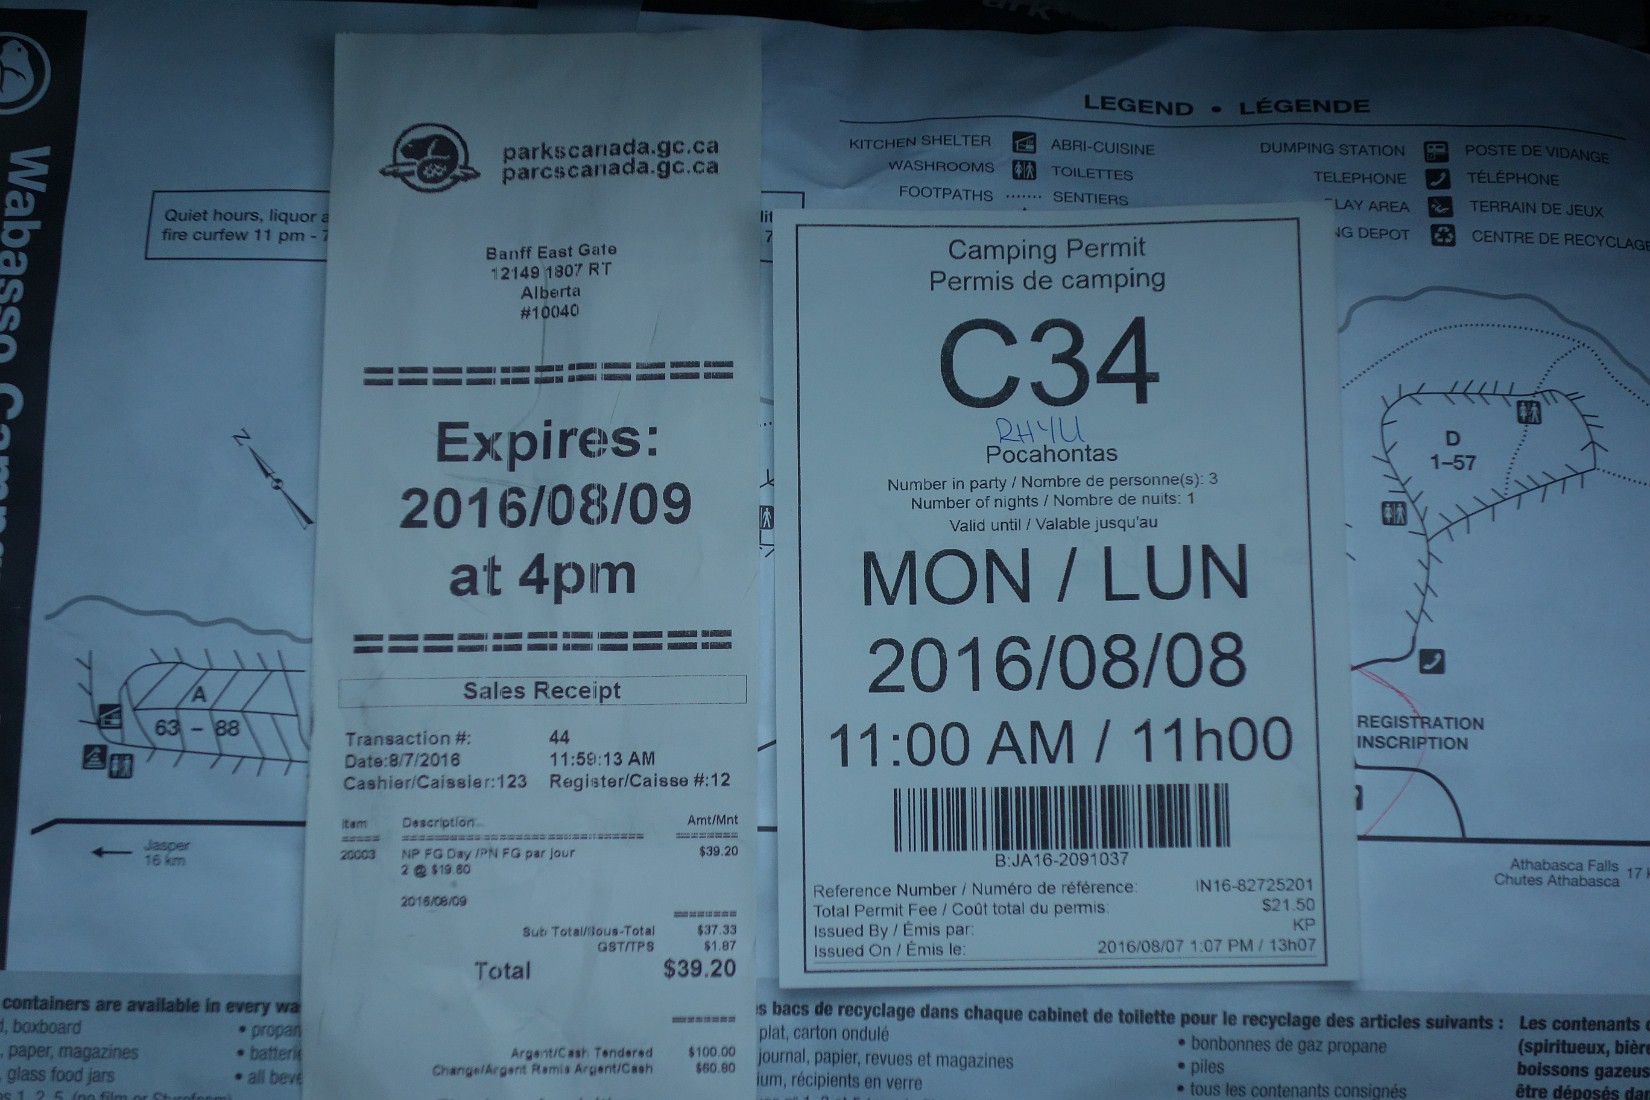 Wabasso
Quiet hours, liquor
fire curfew 11 pm -
N
A
63 - 88
Jasper
16 km
containers are available in every
boxboard
paper, magazines
glass food jars
• propan
• batterie
• all beve
parkscanada.gc.ca
parcscanada.gc.ca
Banff East Gate
12149 1807 RT
Alberta
#10040
Expires:
2016/08/09
at 4pm
Sales Receipt
Transaction #: 44
Date:8/7/2016 11:59:13 AM
Cashier/Caissier:123 Register/Caisse #:12
Item Description Amt/Mnt
20003 NP FG Day /PN FG par jour $39.20
2 @ $19.60
2016/08/09
Sub Total/Sous-Total $37.33
GST/TPS $1.87
Total $39.20
Argent/Cash Tendered $100.00
Change/Argent Remis Argent/Cash $60.80
LEGEND • LÉGENDE
KITCHEN SHELTER ABRI-CUISINE
WASHROOMS TOILETTES
FOOTPATHS SENTIERS
DUMPING STATION POSTE DE VIDANGE
TELEPHONE TÉLÉPHONE
LAY AREA TERRAIN DE JEUX
NG DEPOT CENTRE DE RECYCLAGE
Camping Permit
Permis de camping
C34
RHYU
Pocahontas
Number in party / Nombre de personne(s): 3
Number of nights / Nombre de nuits: 1
Valid until / Valable jusqu'au
MON / LUN
2016/08/08
11:00 AM / 11h00
B:JA16-2091037
Reference Number / Numéro de référence: IN16-82725201
Total Permit Fee / Coût total du permis: $21.50
Issued By / Émis par: KP
Issued On / Émis le: 2016/08/07 1:07 PM / 13h07
D
1–57
REGISTRATION
INSCRIPTION
Athabasca Falls 17
Chutes Athabasca
s bacs de recyclage dans chaque cabinet de toilette pour le recyclage des articles suivants :
plat, carton ondulé
journal, papier, revues et magazines
ium, récipients en verre
• bonbonnes de gaz propane
• piles
• tous les contenants consignés
Les contenants
(spiritueux, bière
boissons gazeus
être déposés da